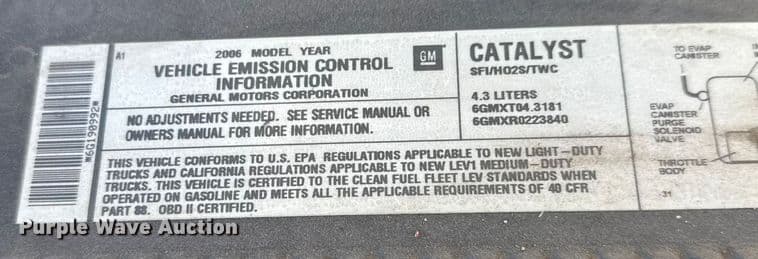 *6G190992*
A1
2006 MODEL YEAR
VEHICLE EMISSION CONTROL
INFORMATION
GENERAL MOTORS CORPORATION
GM
NO ADJUSTMENTS NEEDED. SEE SERVICE MANUAL OR
OWNERS MANUAL FOR MORE INFORMATION.
CATALYST
SFI/HO2S/TWC
4.3 LITERS
6GMXT04.3181
6GMXR0223840
THIS VEHICLE CONFORMS TO U.S. EPA REGULATIONS APPLICABLE TO NEW LIGHT-DUTY
TRUCKS AND CALIFORNIA REGULATIONS APPLICABLE TO NEW LEV1 MEDIUM-DUTY
TRUCKS. THIS VEHICLE IS CERTIFIED TO THE CLEAN FUEL FLEET LEV STANDARDS WHEN
OPERATED ON GASOLINE AND MEETS ALL THE APPLICABLE REQUIREMENTS OF 40 CFR
PART 88. OBD II CERTIFIED.
TO EVAP
CANISTER
EVAP
CANISTER
PURGE
SOLENOID
VALVE
THROTTLE
BODY
Purple Wave Auction